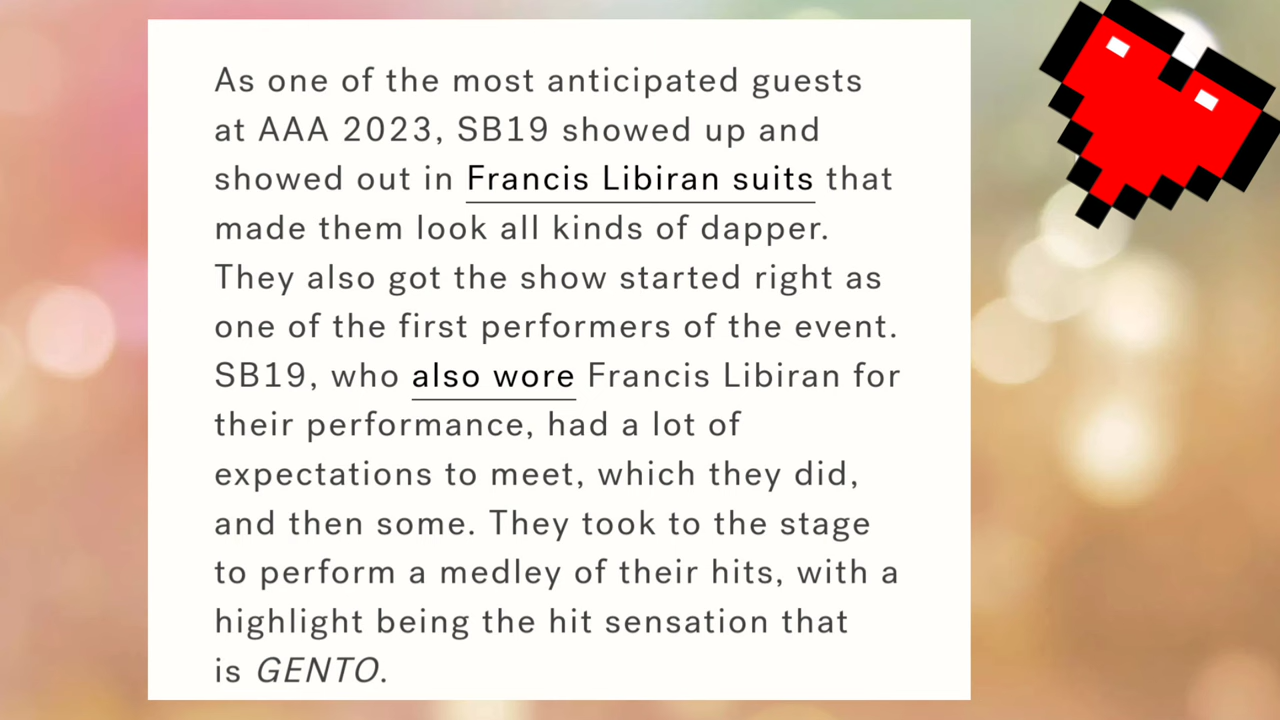 As one of the most anticipated guests
at AAA 2023, SB19 showed up and
showed out in Francis Libiran suits that
made them look all kinds of dapper.
They also got the show started right as
one of the first performers of the event.
SB19, who also wore Francis Libiran for
their performance, had a lot of
expectations to meet, which they did,
and then some. They took to the stage
to perform a medley of their hits, with a
highlight being the hit sensation that
is GENTO.